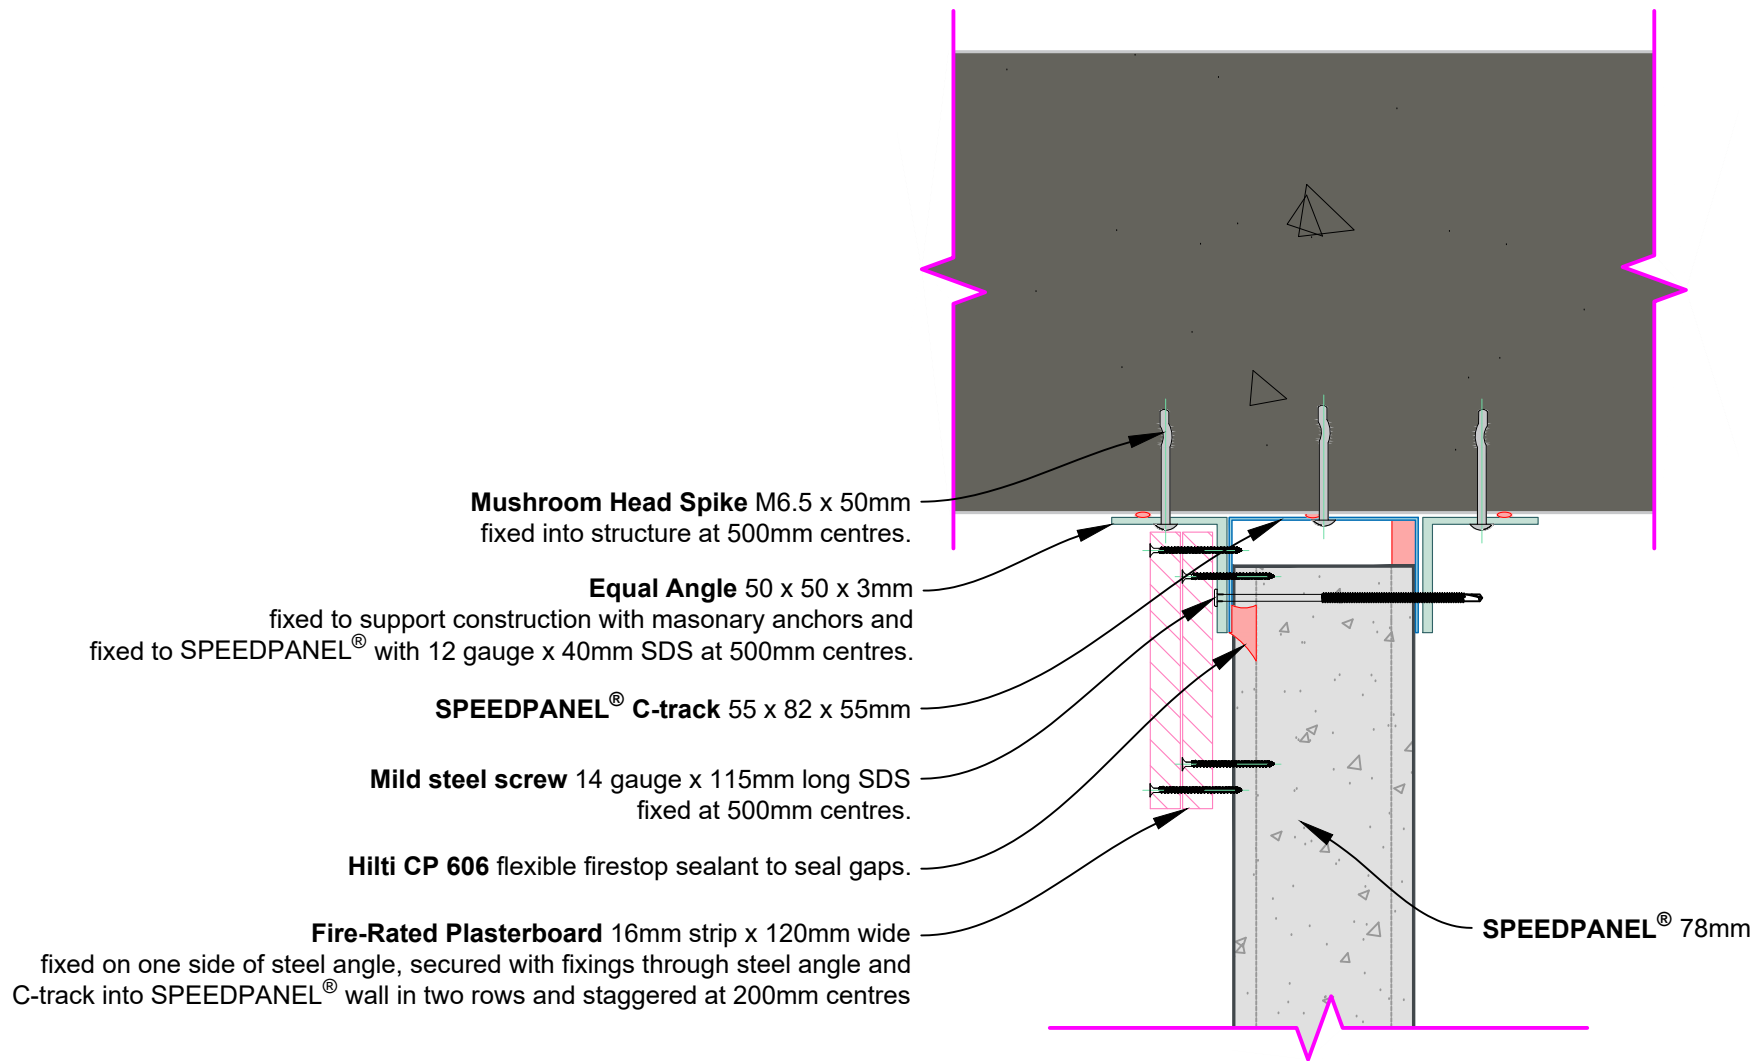 Mushroom Head Spike M6.5 x 50mm
fixed into structure at 500mm centres.
Equal Angle 50 x 50 x 3mm
fixed to support construction with masonary anchors and
fixed to SPEEDPANEL® with 12 gauge x 40mm SDS at 500mm centres.
SPEEDPANEL® C-track 55 x 82 x 55mm
Mild steel screw 14 gauge x 115mm long SDS
fixed at 500mm centres.
Hilti CP 606 flexible firestop sealant to seal gaps.
Fire-Rated Plasterboard 16mm strip x 120mm wide
fixed on one side of steel angle, secured with fixings through steel angle and
C-track into SPEEDPANEL® wall in two rows and staggered at 200mm centres
SPEEDPANEL® 78mm